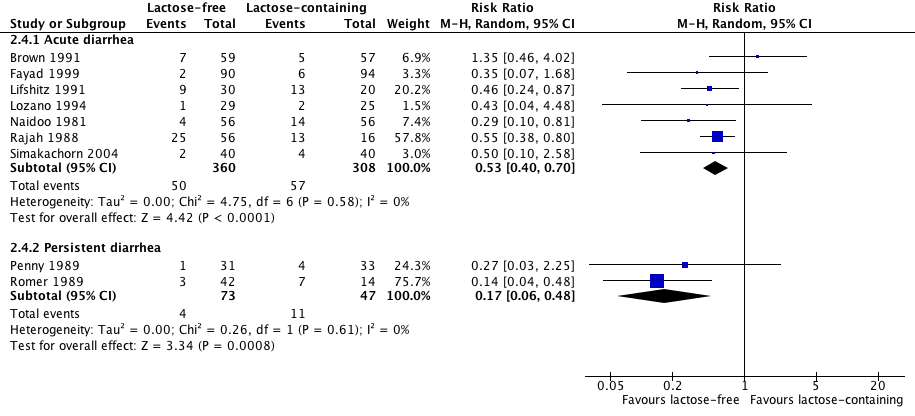 Lactose-free Lactose-containing Risk Ratio Risk Ratio
Study or Subgroup Events Total Events Total Weight M-H, Random, 95% CI M-H, Random, 95% CI
2.4.1 Acute diarrhea
Brown 1991 7 59 5 57 6.9% 1.35 [0.46, 4.02]
Fayad 1999 2 90 6 94 3.3% 0.35 [0.07, 1.68]
Lifshitz 1991 9 30 13 20 20.2% 0.46 [0.24, 0.87]
Lozano 1994 1 29 2 25 1.5% 0.43 [0.04, 4.48]
Naidoo 1981 4 56 14 56 7.4% 0.29 [0.10, 0.81]
Rajah 1988 25 56 13 16 57.8% 0.55 [0.38, 0.80]
Simakachorn 2004 2 40 4 40 3.0% 0.50 [0.10, 2.58]
Subtotal (95% CI) 360 308 100.0% 0.53 [0.40, 0.70]
Total events 50 57
Heterogeneity: Tau² = 0.00; Chi² = 4.75, df = 6 (P = 0.58); I² = 0%
Test for overall effect: Z = 4.42 (P < 0.0001)
2.4.2 Persistent diarrhea
Penny 1989 1 31 4 33 24.3% 0.27 [0.03, 2.25]
Romer 1989 3 42 7 14 75.7% 0.14 [0.04, 0.48]
Subtotal (95% CI) 73 47 100.0% 0.17 [0.06, 0.48]
Total events 4 11
Heterogeneity: Tau² = 0.00; Chi² = 0.26, df = 1 (P = 0.61); I² = 0%
Test for overall effect: Z = 3.34 (P = 0.0008)
0.05 0.2 1 5 20
Favours lactose-free Favours lactose-containing